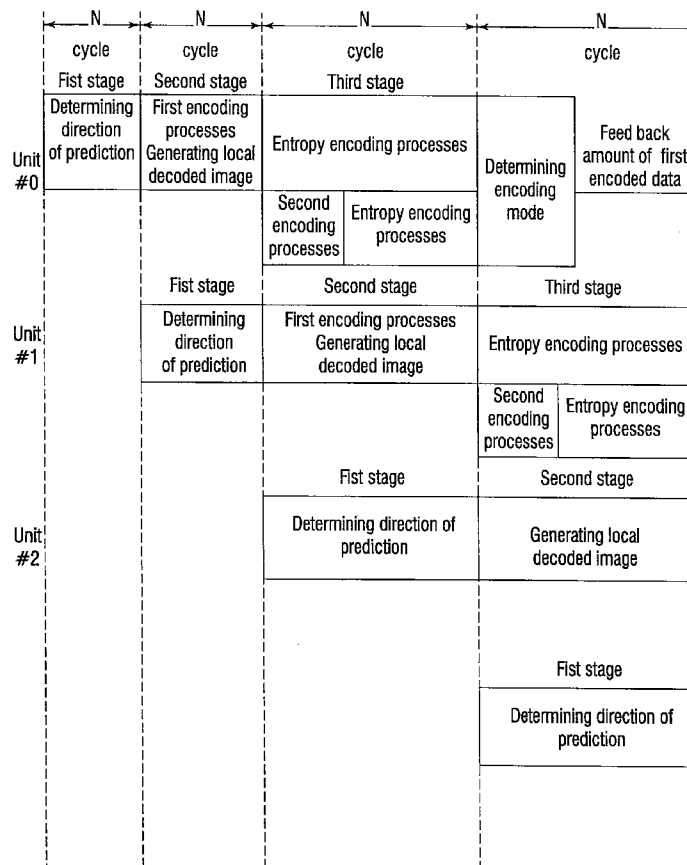 N N N N
cycle cycle cycle cycle
Fist stage Second stage Third stage
Unit
#0
Determining
direction
of prediction
First encoding
processes
Generating local
decoded image
Entropy encoding processes
Second
encoding
processes
Entropy encoding
processes
Determining
encoding
mode
Feed back
amount of first
encoded data
Fist stage Second stage Third stage
Unit
#1
Determining
direction
of prediction
First encoding processes
Generating local
decoded image
Entropy encoding processes
Second
encoding
processes
Entropy encoding
processes
Fist stage Second stage
Unit
#2
Determining direction of
prediction
Generating local
decoded image
Fist stage
Determining direction of
prediction